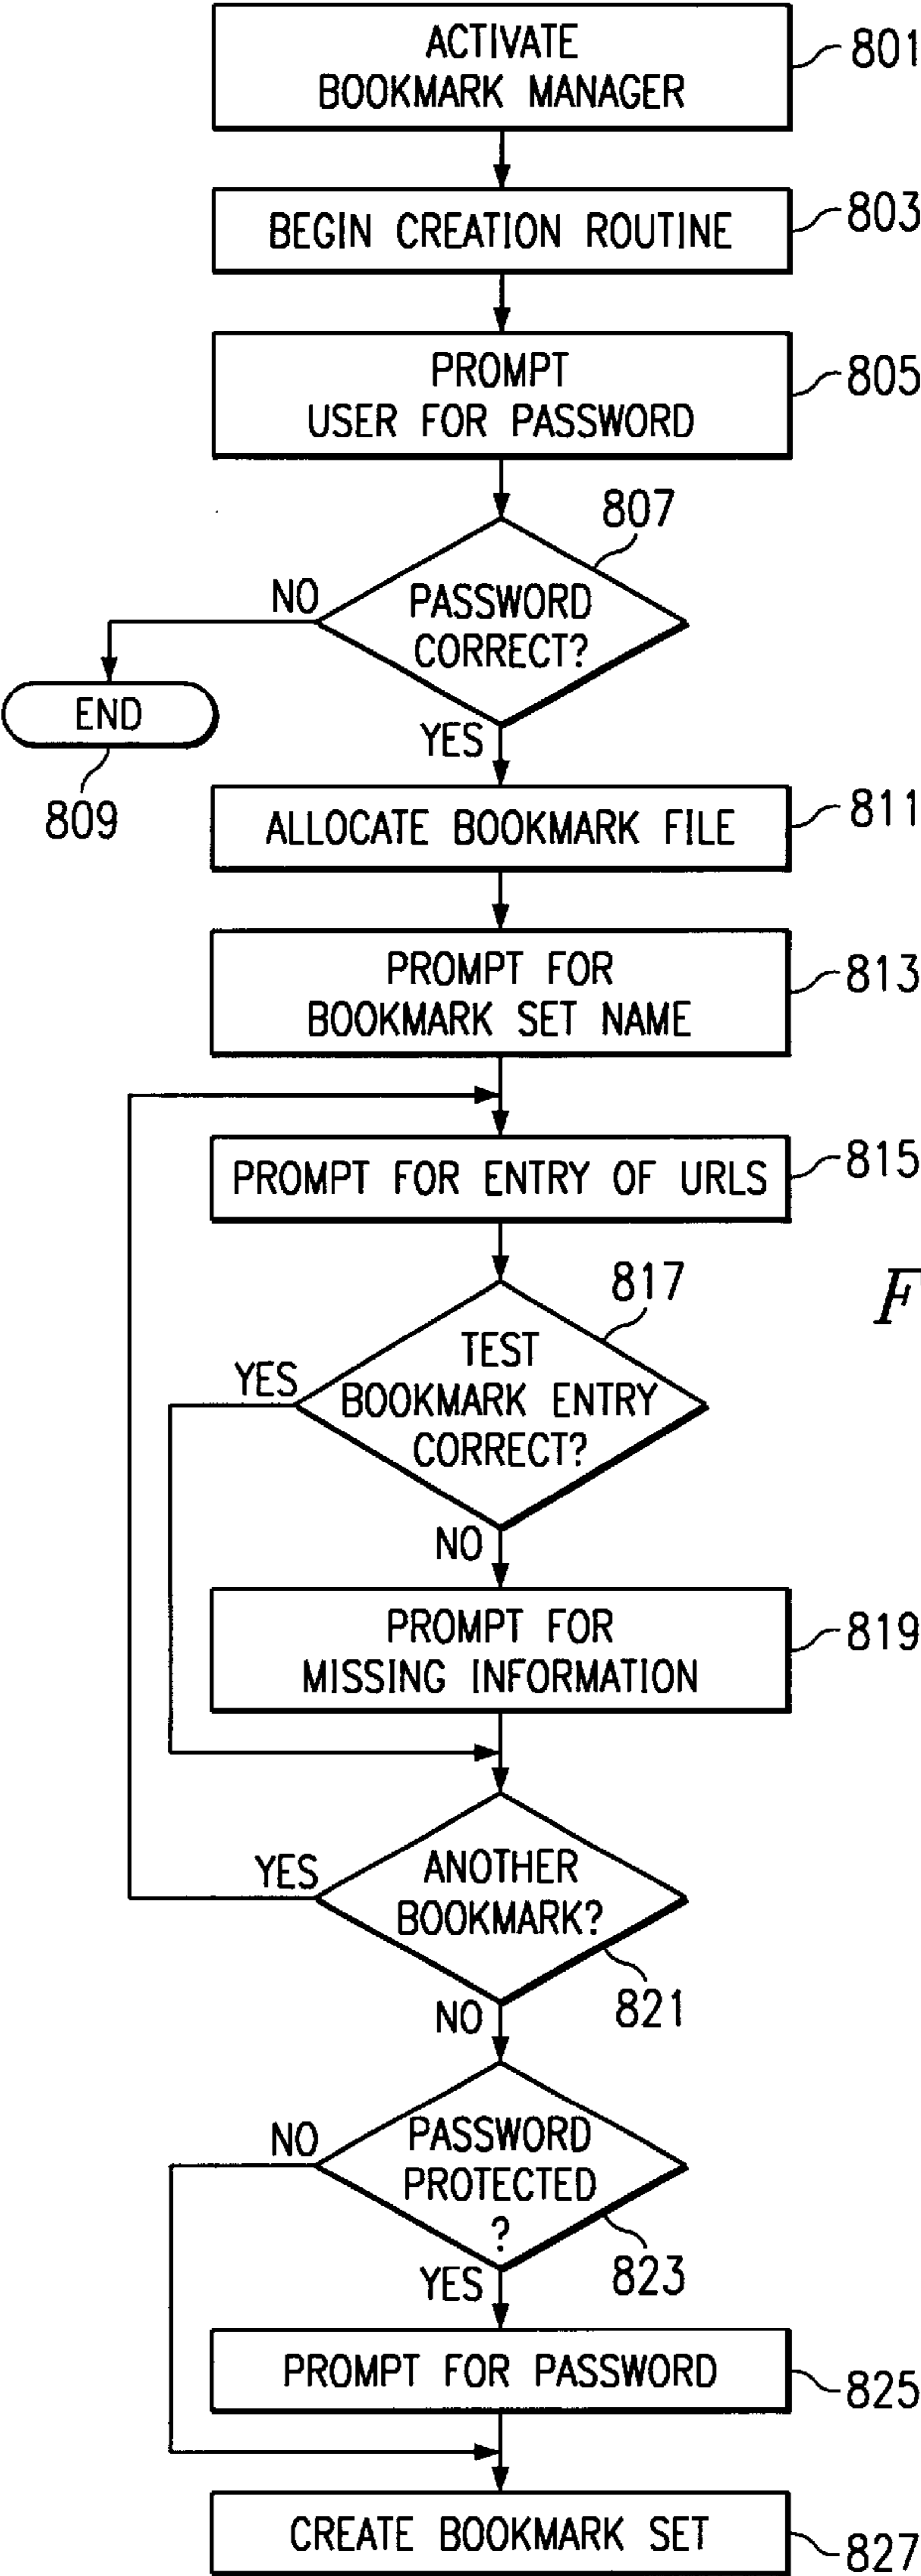 ACTIVATE
BOOKMARK MANAGER
801
BEGIN CREATION ROUTINE
803
PROMPT
USER FOR PASSWORD
805
807
PASSWORD
CORRECT?
NO
END
809
YES
ALLOCATE BOOKMARK FILE
811
PROMPT FOR
BOOKMARK SET NAME
813
PROMPT FOR ENTRY OF URLS
815
F
817
TEST
BOOKMARK ENTRY
CORRECT?
YES
NO
PROMPT FOR
MISSING INFORMATION
819
ANOTHER
BOOKMARK?
YES
821
NO
PASSWORD
PROTECTED
?
NO
823
YES
PROMPT FOR PASSWORD
825
CREATE BOOKMARK SET
827